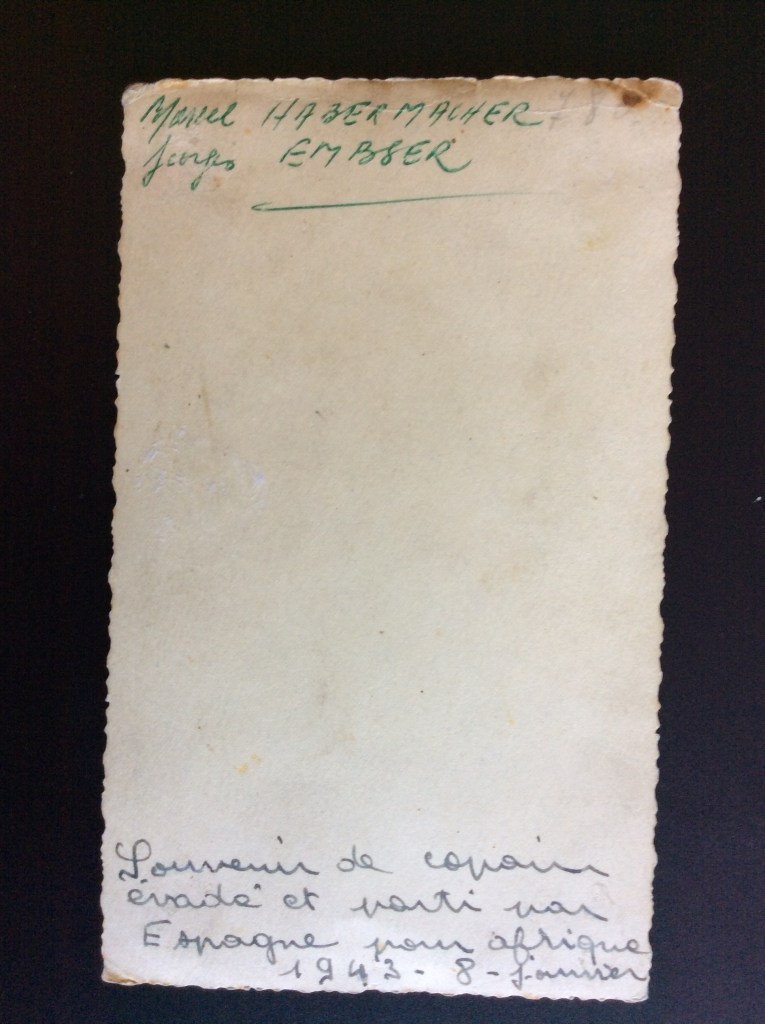 Marcel HABERMACHER
Georges EMBSER
Souvenir de copain
évadé et parti par
Espagne pour afrique
1943 - 8 - janvier